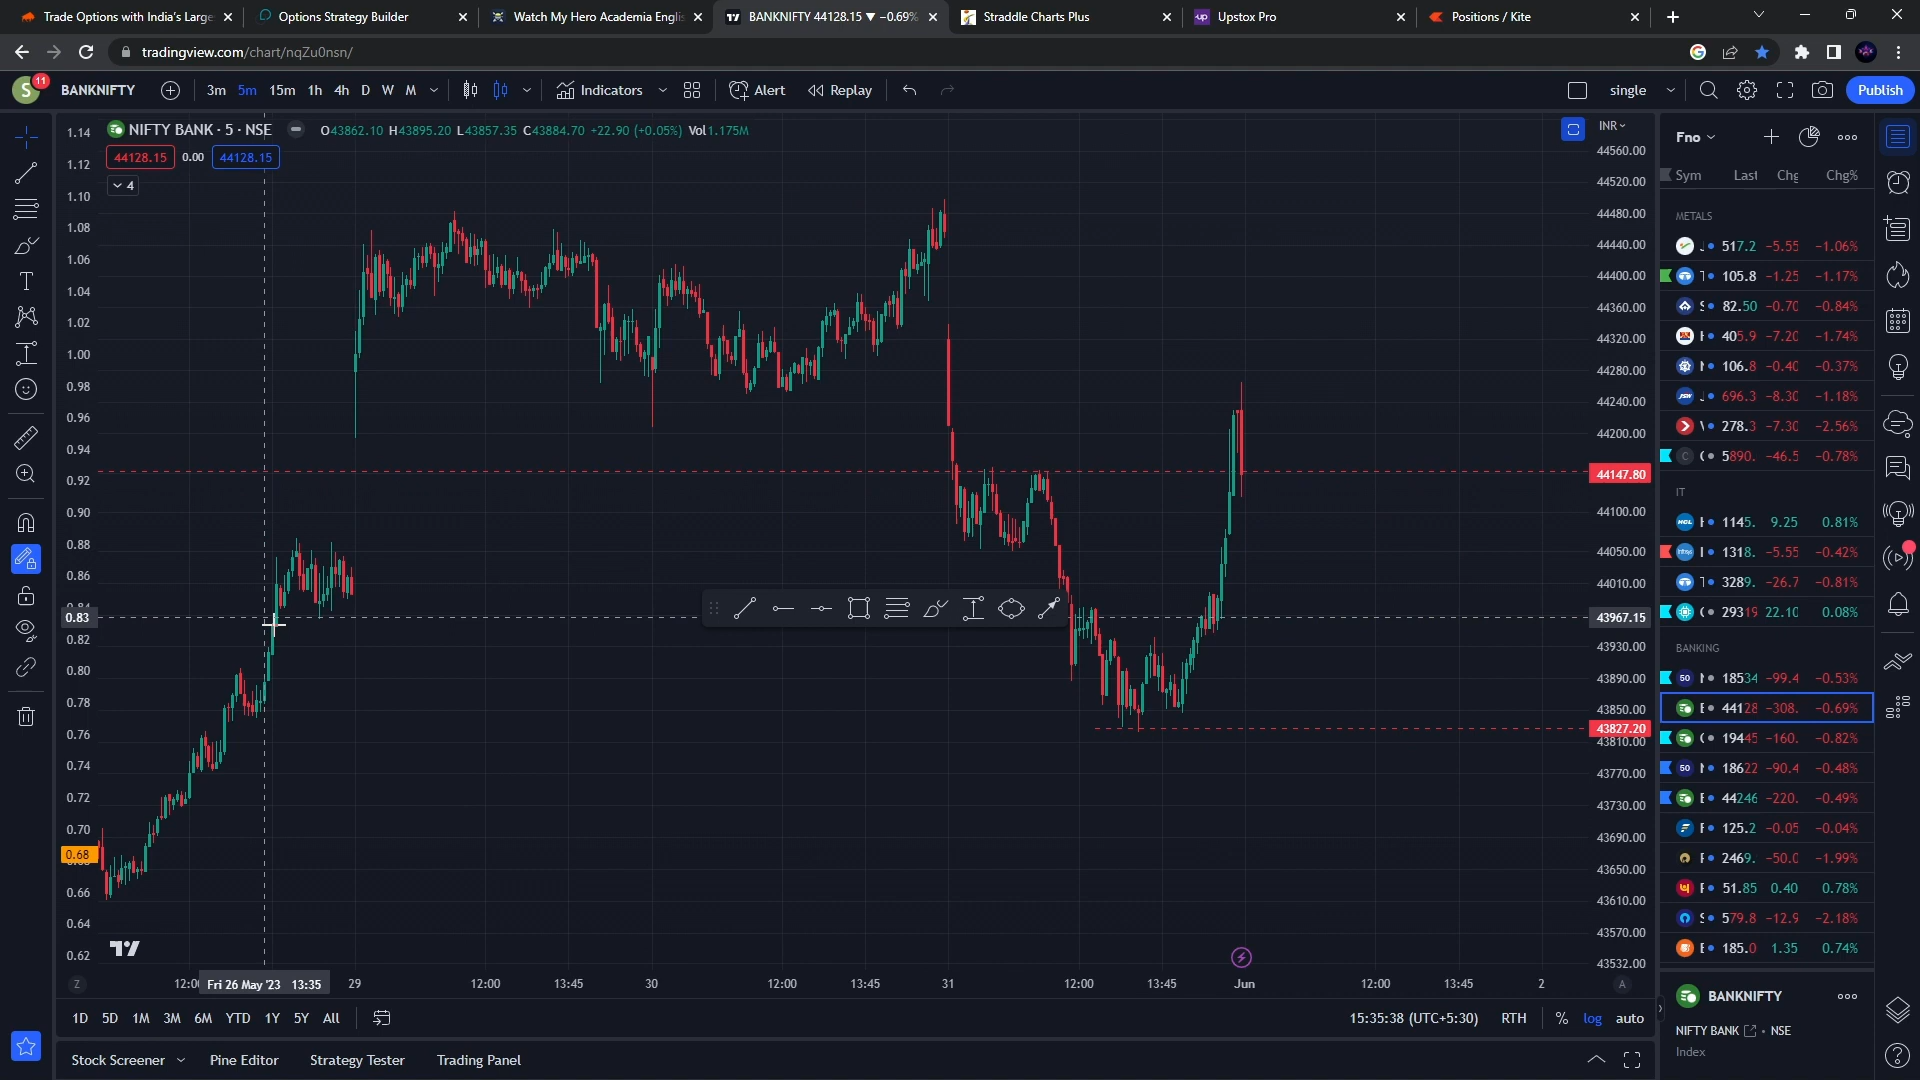 Trade Options with India's Large
Options Strategy Builder
Watch My Hero Academia Englis
BANKNIFTY 44128.15 ▼ −0.69%
Straddle Charts Plus
Upstox Pro
Positions / Kite
tradingview.com/chart/nqZu0nsn/
S
11
BANKNIFTY
3m 5m 15m 1h 4h D W M
Indicators
Alert
Replay
single
Publish
NIFTY BANK · 5 · NSE
O43862.10 H43895.20 L43857.35 C43884.70 +22.90 (+0.05%) Vol1.175M
44128.15 0.00 44128.15
4
1.14
1.12
1.10
1.08
1.06
1.04
1.02
1.00
0.98
0.96
0.94
0.92
0.90
0.88
0.86
0.83
0.82
0.80
0.78
0.76
0.74
0.72
0.70
0.68
0.66
0.64
0.62
INR
44560.00
44520.00
44480.00
44440.00
44400.00
44360.00
44320.00
44280.00
44240.00
44200.00
44147.80
44100.00
44050.00
44010.00
43967.15
43930.00
43890.00
43850.00
43827.20
43810.00
43770.00
43730.00
43690.00
43650.00
43610.00
43570.00
43532.00
Z
Fri 26 May '23 13:35
29 12:00 13:45 30 12:00 13:45 31 12:00 13:45 Jun 12:00 13:45 2
A
1D 5D 1M 3M 6M YTD 1Y 5Y All
15:35:38 (UTC+5:30) RTH % log auto
Stock Screener
Pine Editor
Strategy Tester
Trading Panel
Fno
Sym Last Chg Chg%
METALS
517.2 −5.55 −1.06%
105.8 −1.25 −1.17%
82.50 −0.70 −0.84%
405.9 −7.20 −1.74%
106.8 −0.40 −0.37%
696.3 −8.30 −1.18%
278.3 −7.30 −2.56%
5890. −46.5 −0.78%
IT
1145. 9.25 0.81%
1318. −5.55 −0.42%
3289. −26.7 −0.81%
29319 22.10 0.08%
BANKING
18534 −99.4 −0.53%
44128 −308. −0.69%
19445 −160. −0.82%
18622 −90.4 −0.48%
44246 −220. −0.49%
125.2 −0.05 −0.04%
2469. −50.0 −1.99%
51.85 0.40 0.78%
579.8 −12.9 −2.18%
185.0 1.35 0.74%
BANKNIFTY
NIFTY BANK · NSE
Index